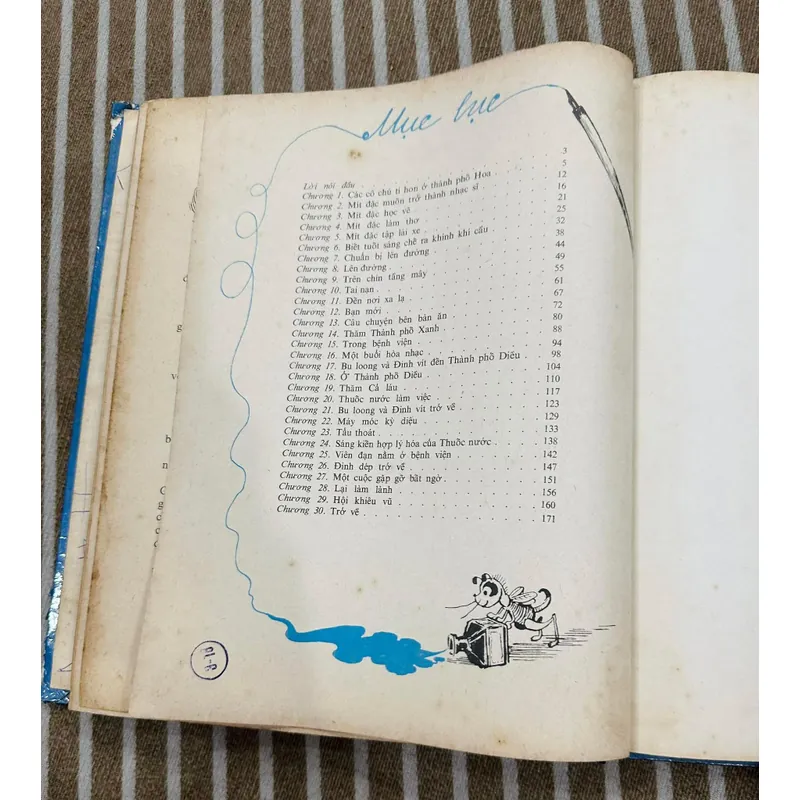 Mục lục
Lời nói đầu . . . 3
Chương 1. Các cô chú tí hon ở thành phố Hoa . . . 5
Chương 2. Mít đặc muốn trở thành nhạc sĩ . . . 12
Chương 3. Mít đặc học vẽ . . . 16
Chương 4. Mít đặc làm thơ . . . 21
Chương 5. Mít đặc tập lái xe . . . 25
Chương 6. Biết tuốt sáng chế ra khinh khí cầu . . . 32
Chương 7. Chuẩn bị lên đường . . . 38
Chương 8. Lên đường . . . 44
Chương 9. Trên chín tầng mây . . . 49
Chương 10. Tai nạn . . . 55
Chương 11. Đến nơi xa lạ . . . 61
Chương 12. Bạn mới . . . 67
Chương 13. Câu chuyện bên bàn ăn . . . 72
Chương 14. Thăm Thành phố Xanh . . . 80
Chương 15. Trong bệnh viện . . . 88
Chương 16. Một buổi hòa nhạc . . . 94
Chương 17. Bu loong và Đinh vít đến Thành phố Diều . . . 98
Chương 18. Ở Thành phố Diều . . . 104
Chương 19. Thăm Cả láu . . . 110
Chương 20. Thuốc nước làm việc . . . 117
Chương 21. Bu loong và Đinh vít trở về . . . 123
Chương 22. Máy móc kỳ diệu . . . 129
Chương 23. Tẩu thoát . . . 133
Chương 24. Sáng kiến hợp lý hóa của Thuốc nước . . . 138
Chương 25. Viên đạn nằm ở bệnh viện . . . 142
Chương 26. Đinh dép trở về . . . 147
Chương 27. Một cuộc gặp gỡ bất ngờ . . . 151
Chương 28. Lại làm lành . . . 156
Chương 29. Hội khiêu vũ . . . 160
Chương 30. Trở về . . . 171